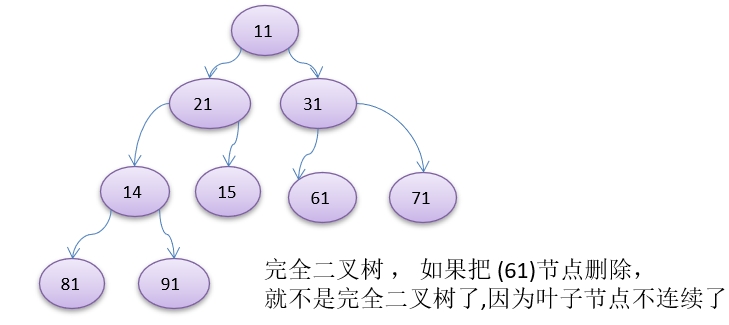 11
21 31
14 15 61 71
81 91
完全二叉树 ， 如果把 (61)节点删除，
就不是完全二叉树了,因为叶子节点不连续了